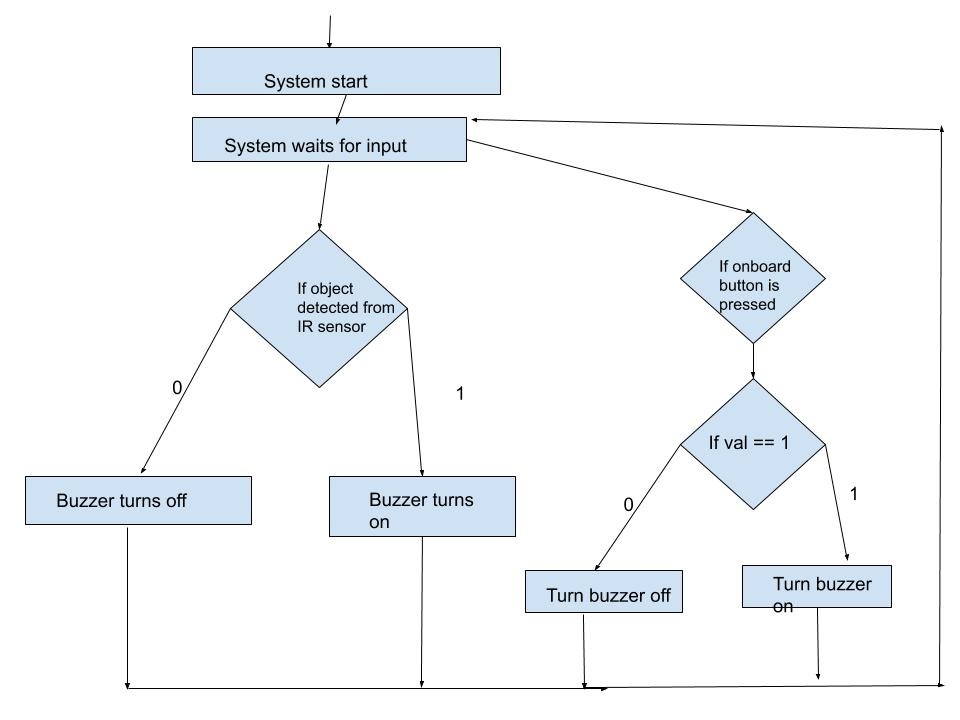 System start
System waits for input
If object
detected from
IR sensor
If onboard
button is
pressed
0
1
If val == 1
Buzzer turns off
Buzzer turns
on
0
1
Turn buzzer off
Turn buzzer
on